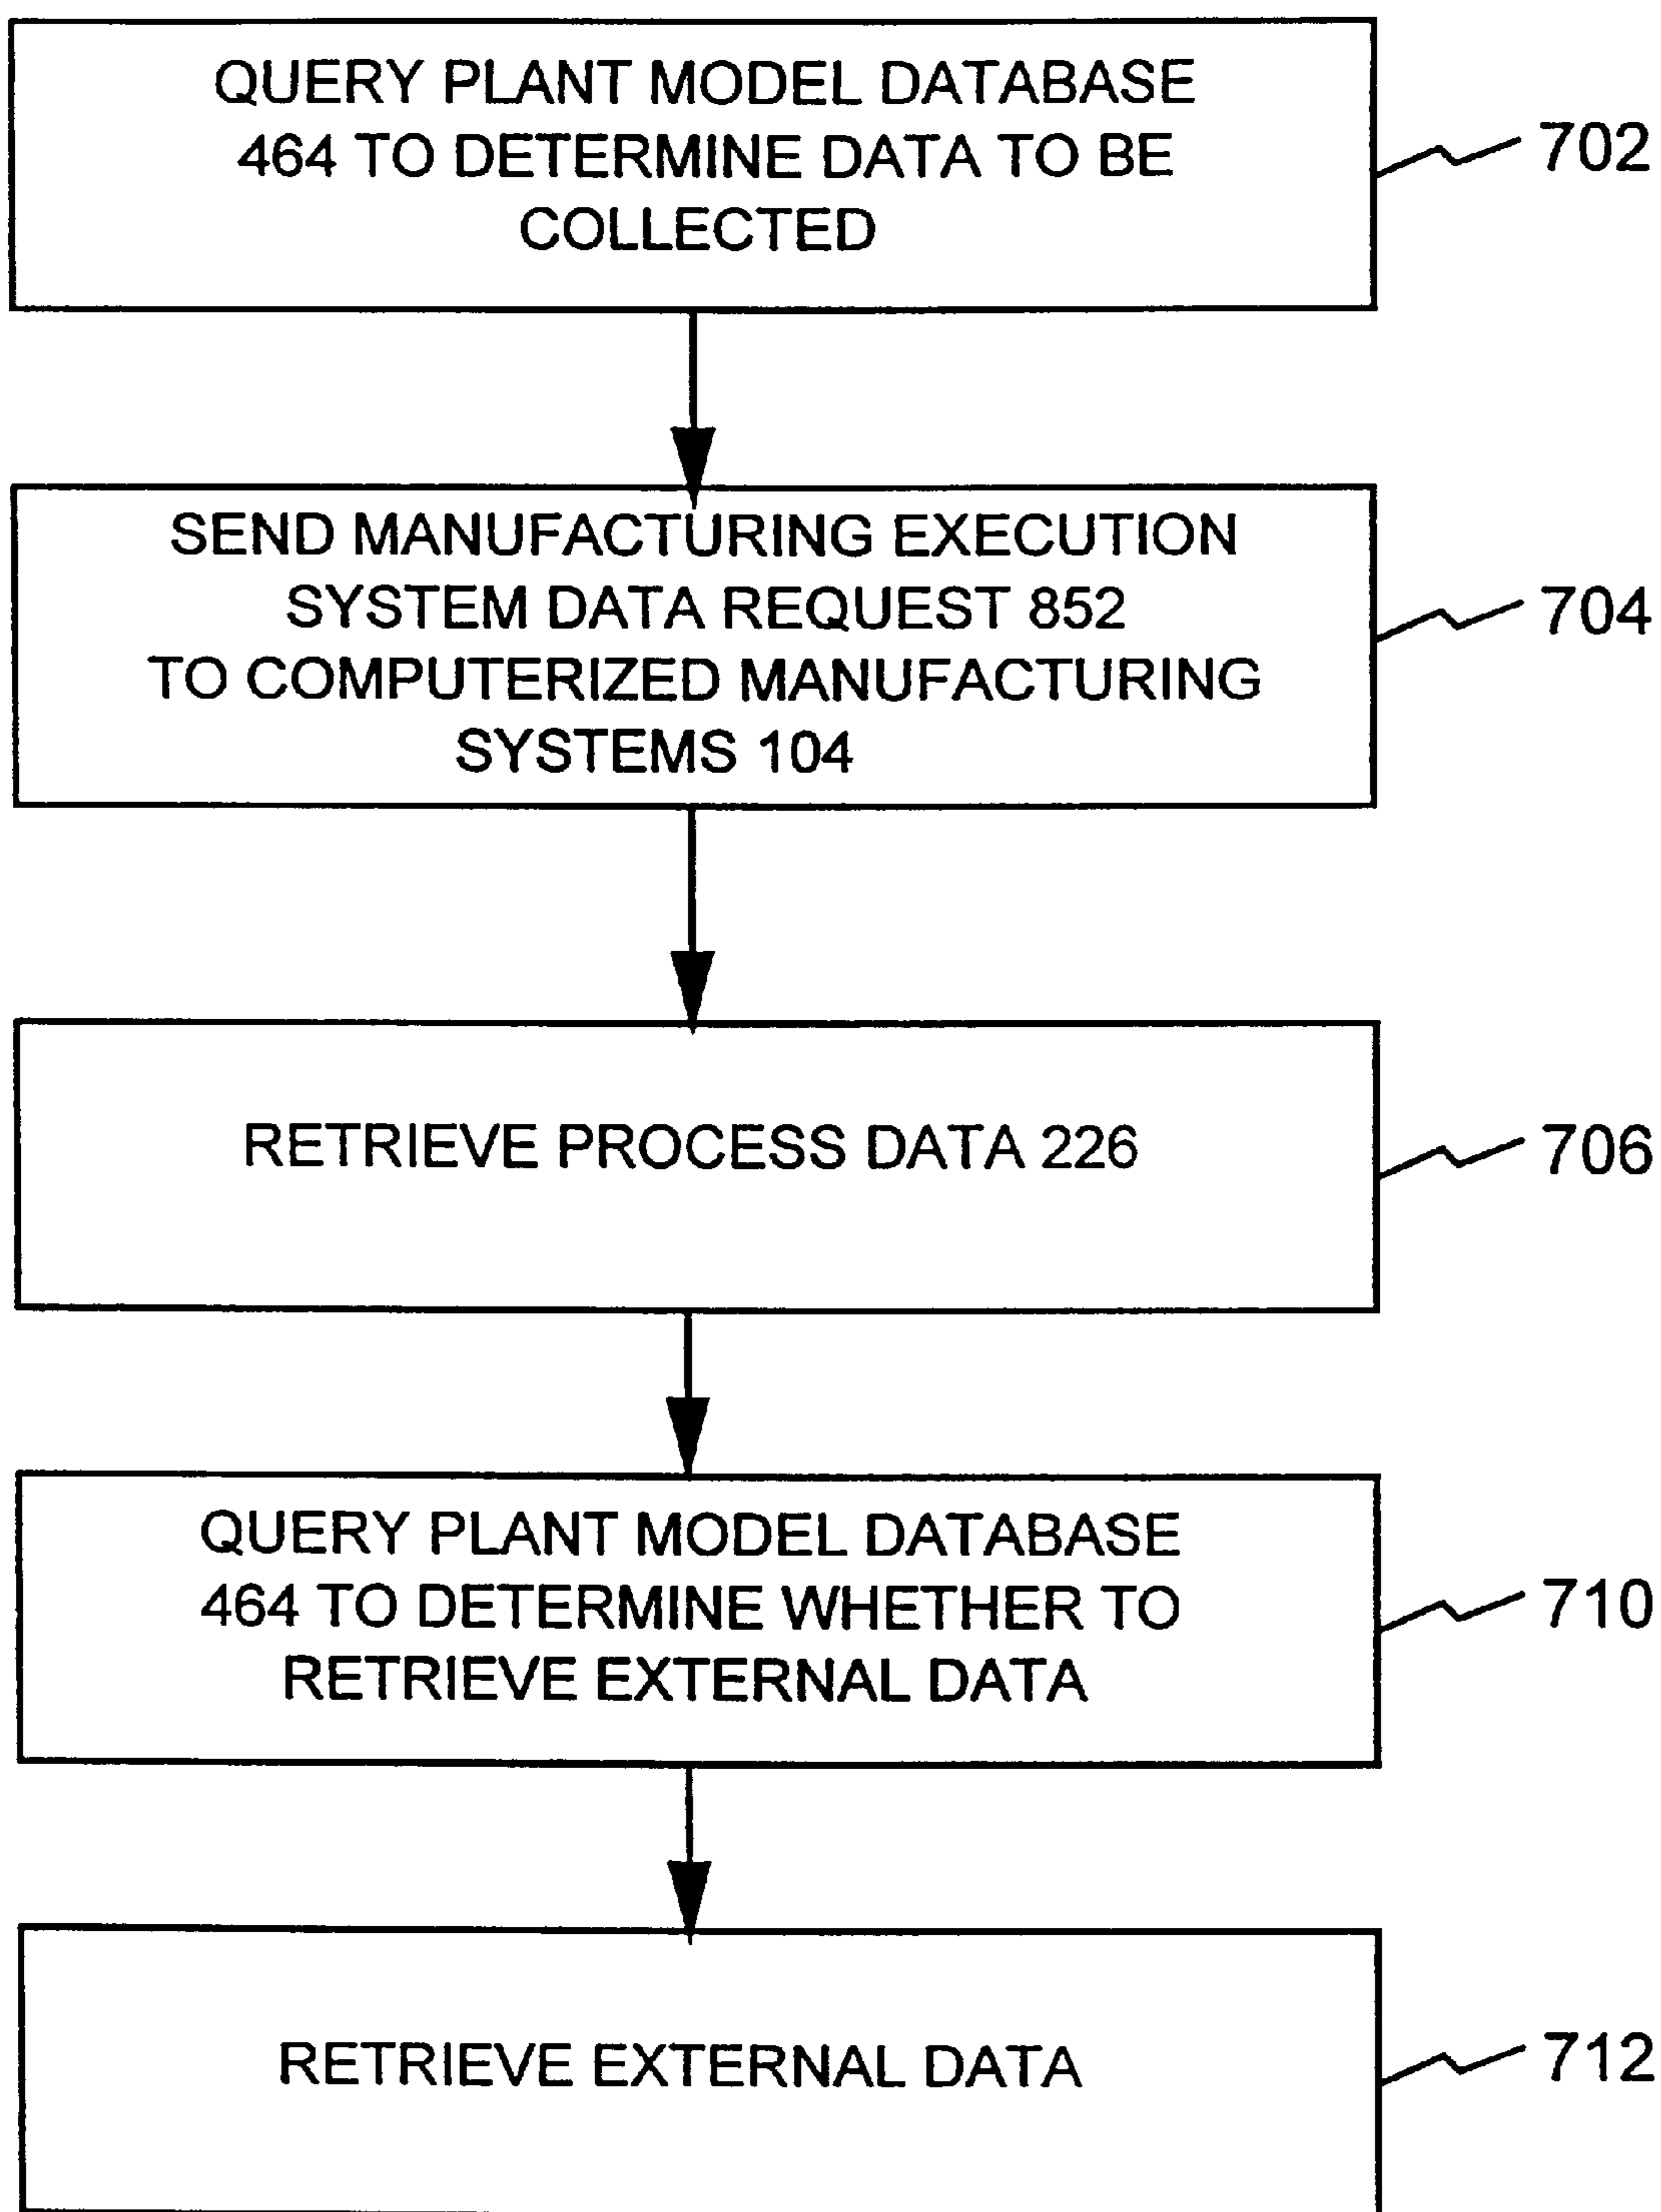 QUERY PLANT MODEL DATABASE
464 TO DETERMINE DATA TO BE
COLLECTED
702
SEND MANUFACTURING EXECUTION
SYSTEM DATA REQUEST 852
TO COMPUTERIZED MANUFACTURING
SYSTEMS 104
704
RETRIEVE PROCESS DATA 226
706
QUERY PLANT MODEL DATABASE
464 TO DETERMINE WHETHER TO
RETRIEVE EXTERNAL DATA
710
RETRIEVE EXTERNAL DATA
712